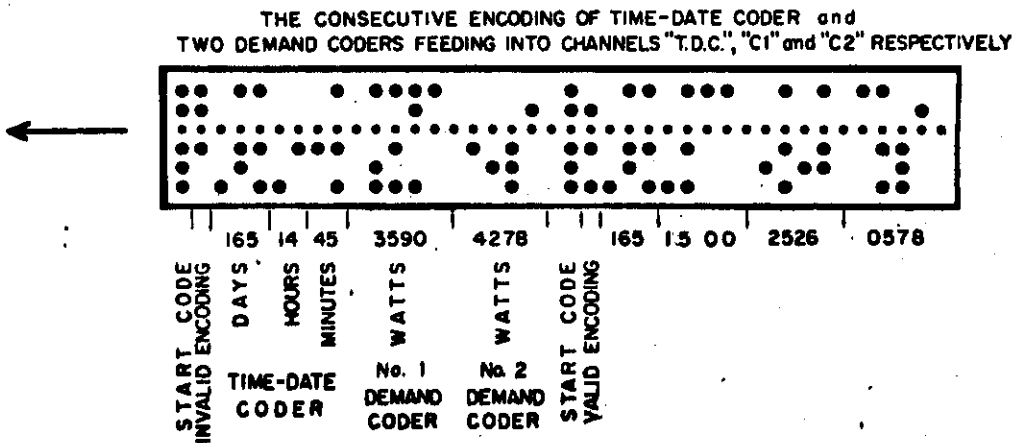 THE CONSECUTIVE ENCODING OF TIME-DATE CODER and
TWO DEMAND CODERS FEEDING INTO CHANNELS "T.D.C.", "C1" and "C2" RESPECTIVELY
165 14 45 3590 4278 165 15 00 2526 0578
START CODE
INVALID ENCODING
DAYS
HOURS
MINUTES
WATTS
WATTS
START CODE
VALID ENCODING
TIME-DATE
CODER
No. 1
DEMAND
CODER
No. 2
DEMAND
CODER